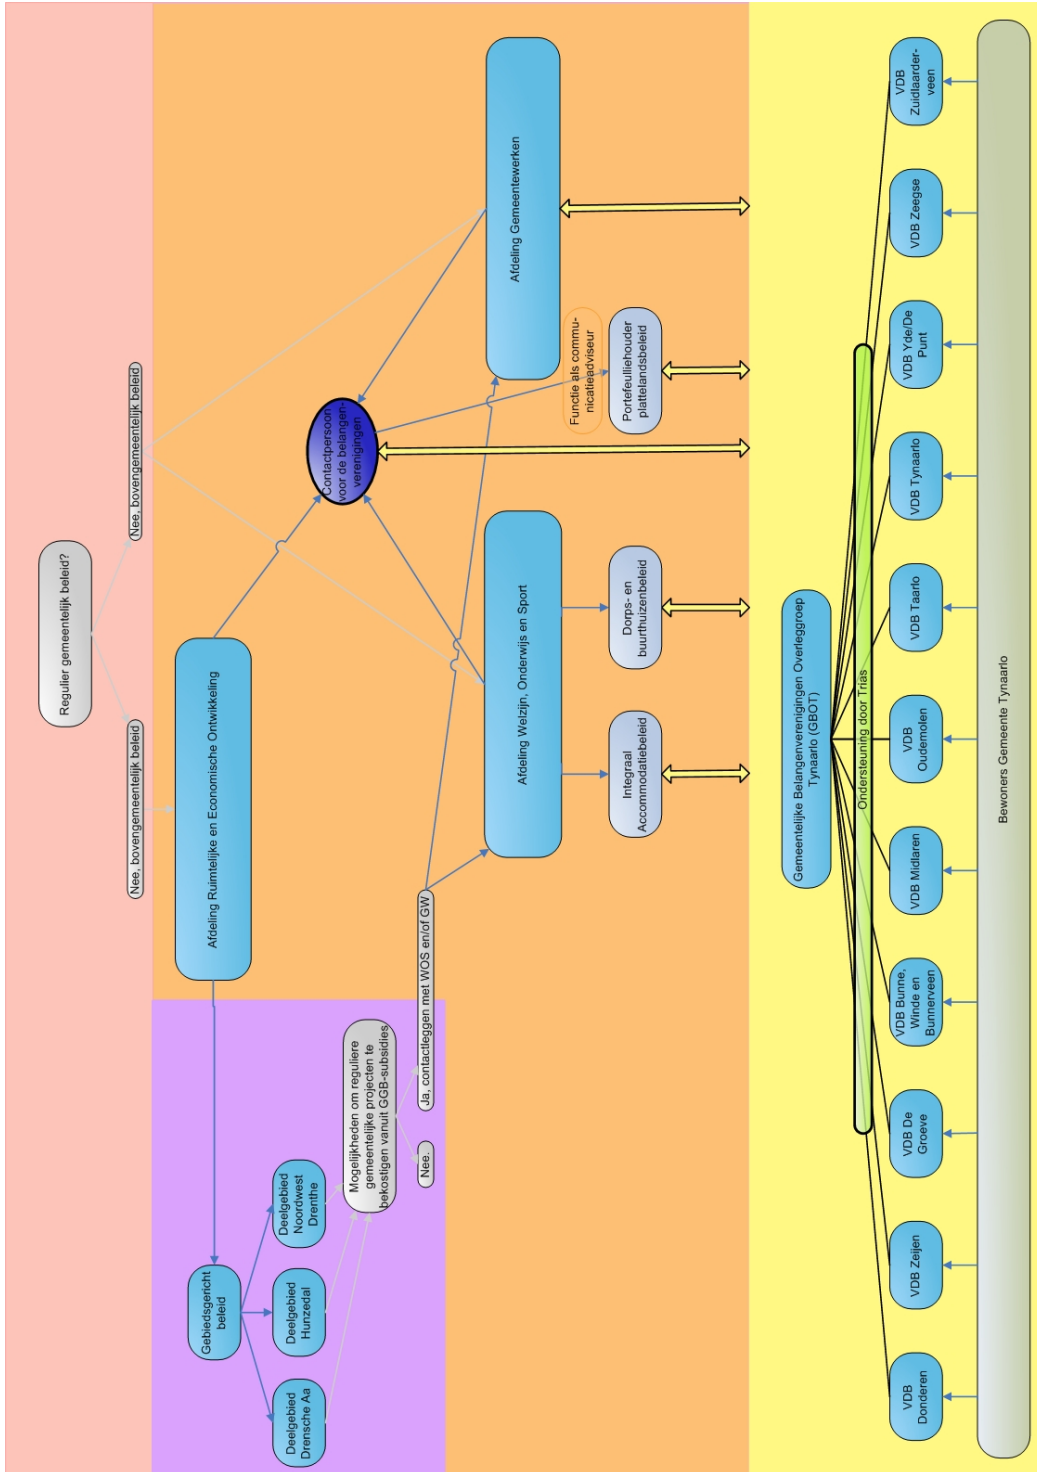 Regulier gemeentelijk beleid?
Nee, bovengemeentelijk beleid
Nee, bovengemeentelijk beleid
Afdeling Ruimtelijke en Economische Ontwikkeling
Gebiedsgericht
beleid
Deelgebied
Drensche Aa
Deelgebied
Hunzedal
Deelgebied
Noordwest
Drenthe
Mogelijkheden om reguliere
gemeentelijke projecten te
bekostigen vanuit GGB-subsidies
Nee.
Ja, contactleggen met WOS en/of GW
Contactpersoon
voor de belangen-
verenigingen
Afdeling Welzijn, Onderwijs en Sport
Afdeling Gemeentewerken
Integraal
Accommodatiebeleid
Dorps- en
buurthuizenbeleid
Functie als commu-
nicatieadviseur
Portefeulliehouder
plattelandsbeleid
Gemeentelijke Belangenverenigingen Overleggroep
Tynaarlo (GBOT)
Ondersteuning door Trias
VDB
Donderen
VDB Zeijen
VDB De
Groeve
VDB Bunne,
Winde en
Bunnerveen
VDB Midlaren
VDB
Oudemolen
VDB Taarlo
VDB Tynaarlo
VDB Yde/De
Punt
VDB Zeegse
VDB
Zuidlaarder-
veen
Bewoners Gemeente Tynaarlo